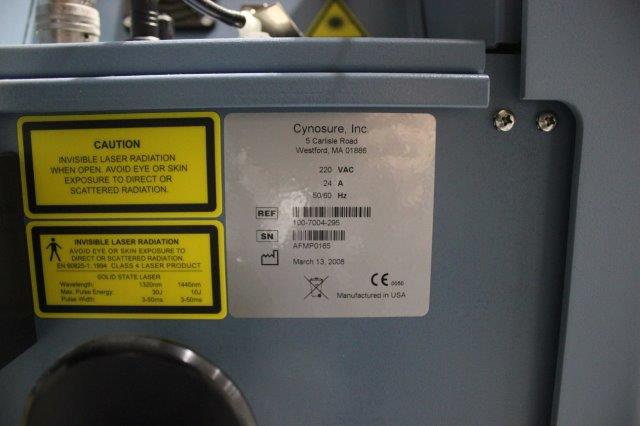 CAUTION
INVISIBLE LASER RADIATION
WHEN OPEN. AVOID EYE OR SKIN
EXPOSURE TO DIRECT OR
SCATTERED RADIATION.
INVISIBLE LASER RADIATION
AVOID EYE OR SKIN EXPOSURE TO
DIRECT OR SCATTERED RADIATION.
EN 60825-1: 1994 CLASS 4 LASER PRODUCT
SOLID STATE LASER
Wavelength: 1320nm 1440nm
Max. Pulse Energy: 30J 10J
Pulse Width: 3-50ms 3-50ms
Cynosure, Inc.
5 Carlisle Road
Westford, MA 01886
220 VAC
24 A
50/60 Hz
REF
100-7004-295
SN
AFMP0165
March 13, 2008
CE 0050
Manufactured in USA